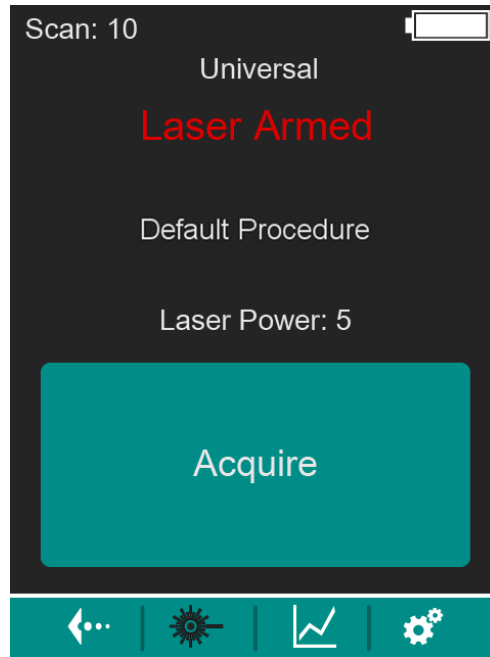 Scan: 10
Universal
Laser Armed
Default Procedure
Laser Power: 5
Acquire